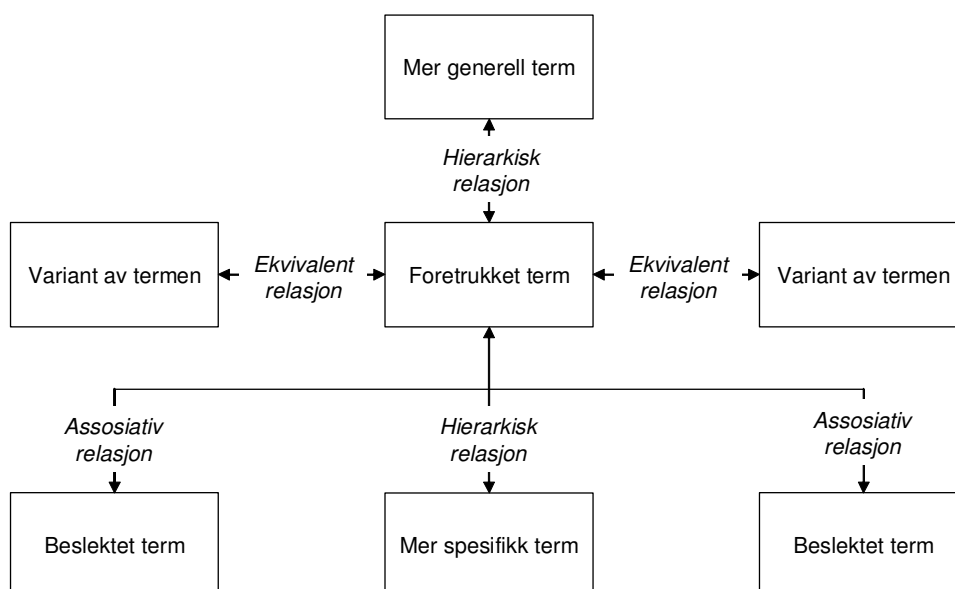 Mer generell term
Hierarkisk
relasjon
Variant av termen
Ekvivalent
relasjon
Foretrukket term
Ekvivalent
relasjon
Variant av termen
Assosiativ
relasjon
Hierarkisk
relasjon
Assosiativ
relasjon
Beslektet term
Mer spesifikk term
Beslektet term